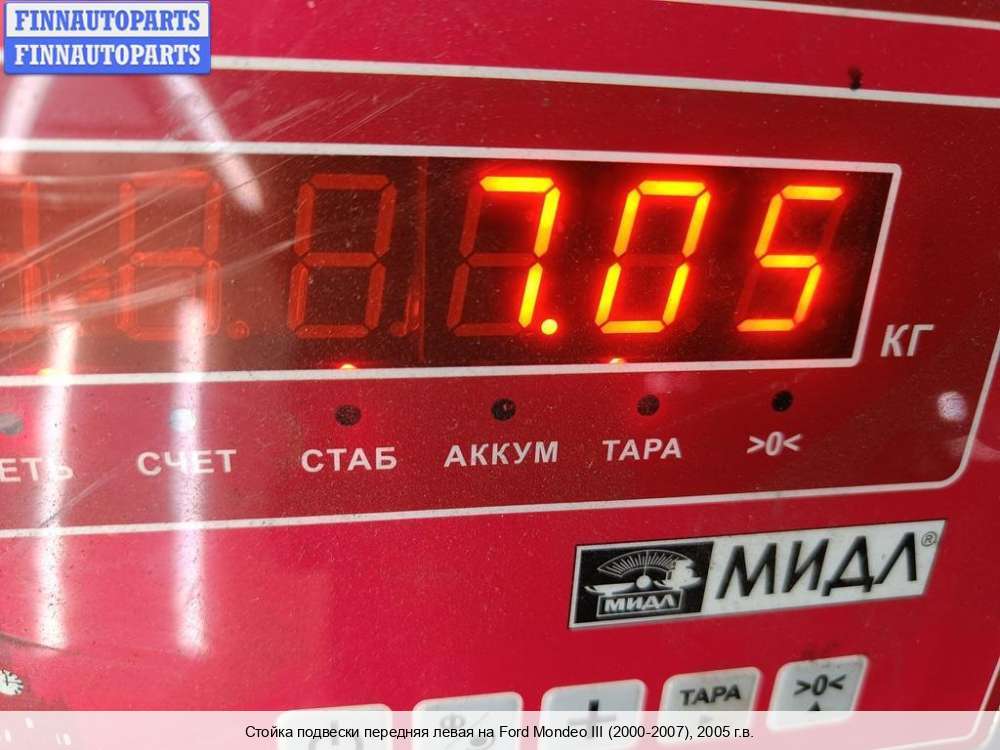 FINNAUTOPARTS
FINNAUTOPARTS
7.05
КГ
ЕТЬ СЧЕТ СТАБ АККУМ ТАРА >0<
МИДЛ МИДЛ®
ТАРА >0<
Стойка подвески передняя левая на Ford Mondeo III (2000-2007), 2005 г.в.